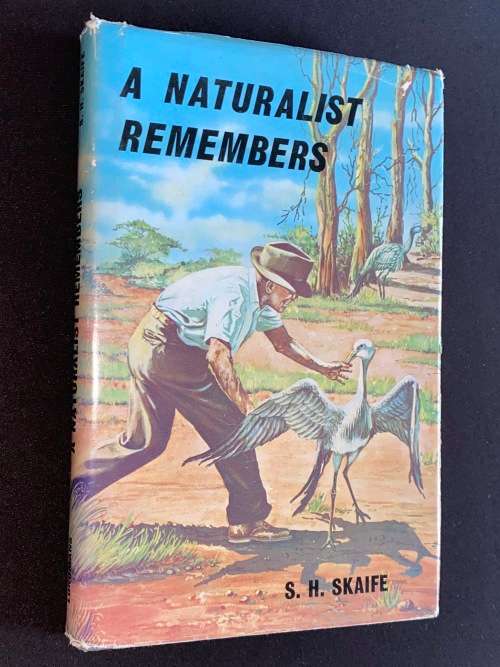 A NATURALIST
REMEMBERS
S. H. SKAIFE